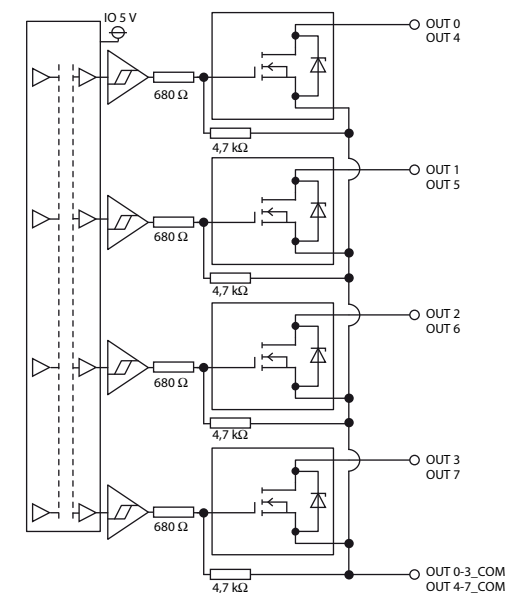 IO 5 V
OUT 0
OUT 4
680 Ω
4,7 kΩ
OUT 1
OUT 5
680 Ω
4,7 kΩ
OUT 2
OUT 6
680 Ω
4,7 kΩ
OUT 3
OUT 7
680 Ω
4,7 kΩ
OUT 0-3_COM
OUT 4-7_COM